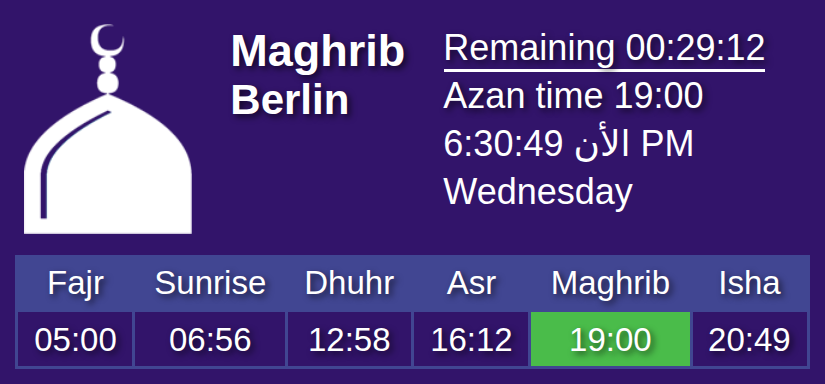 Maghrib
Berlin
Remaining 00:29:12
Azan time 19:00
6:30:49 الأن PM
Wednesday
Fajr Sunrise Dhuhr Asr Maghrib Isha
05:00 06:56 12:58 16:12 19:00 20:49